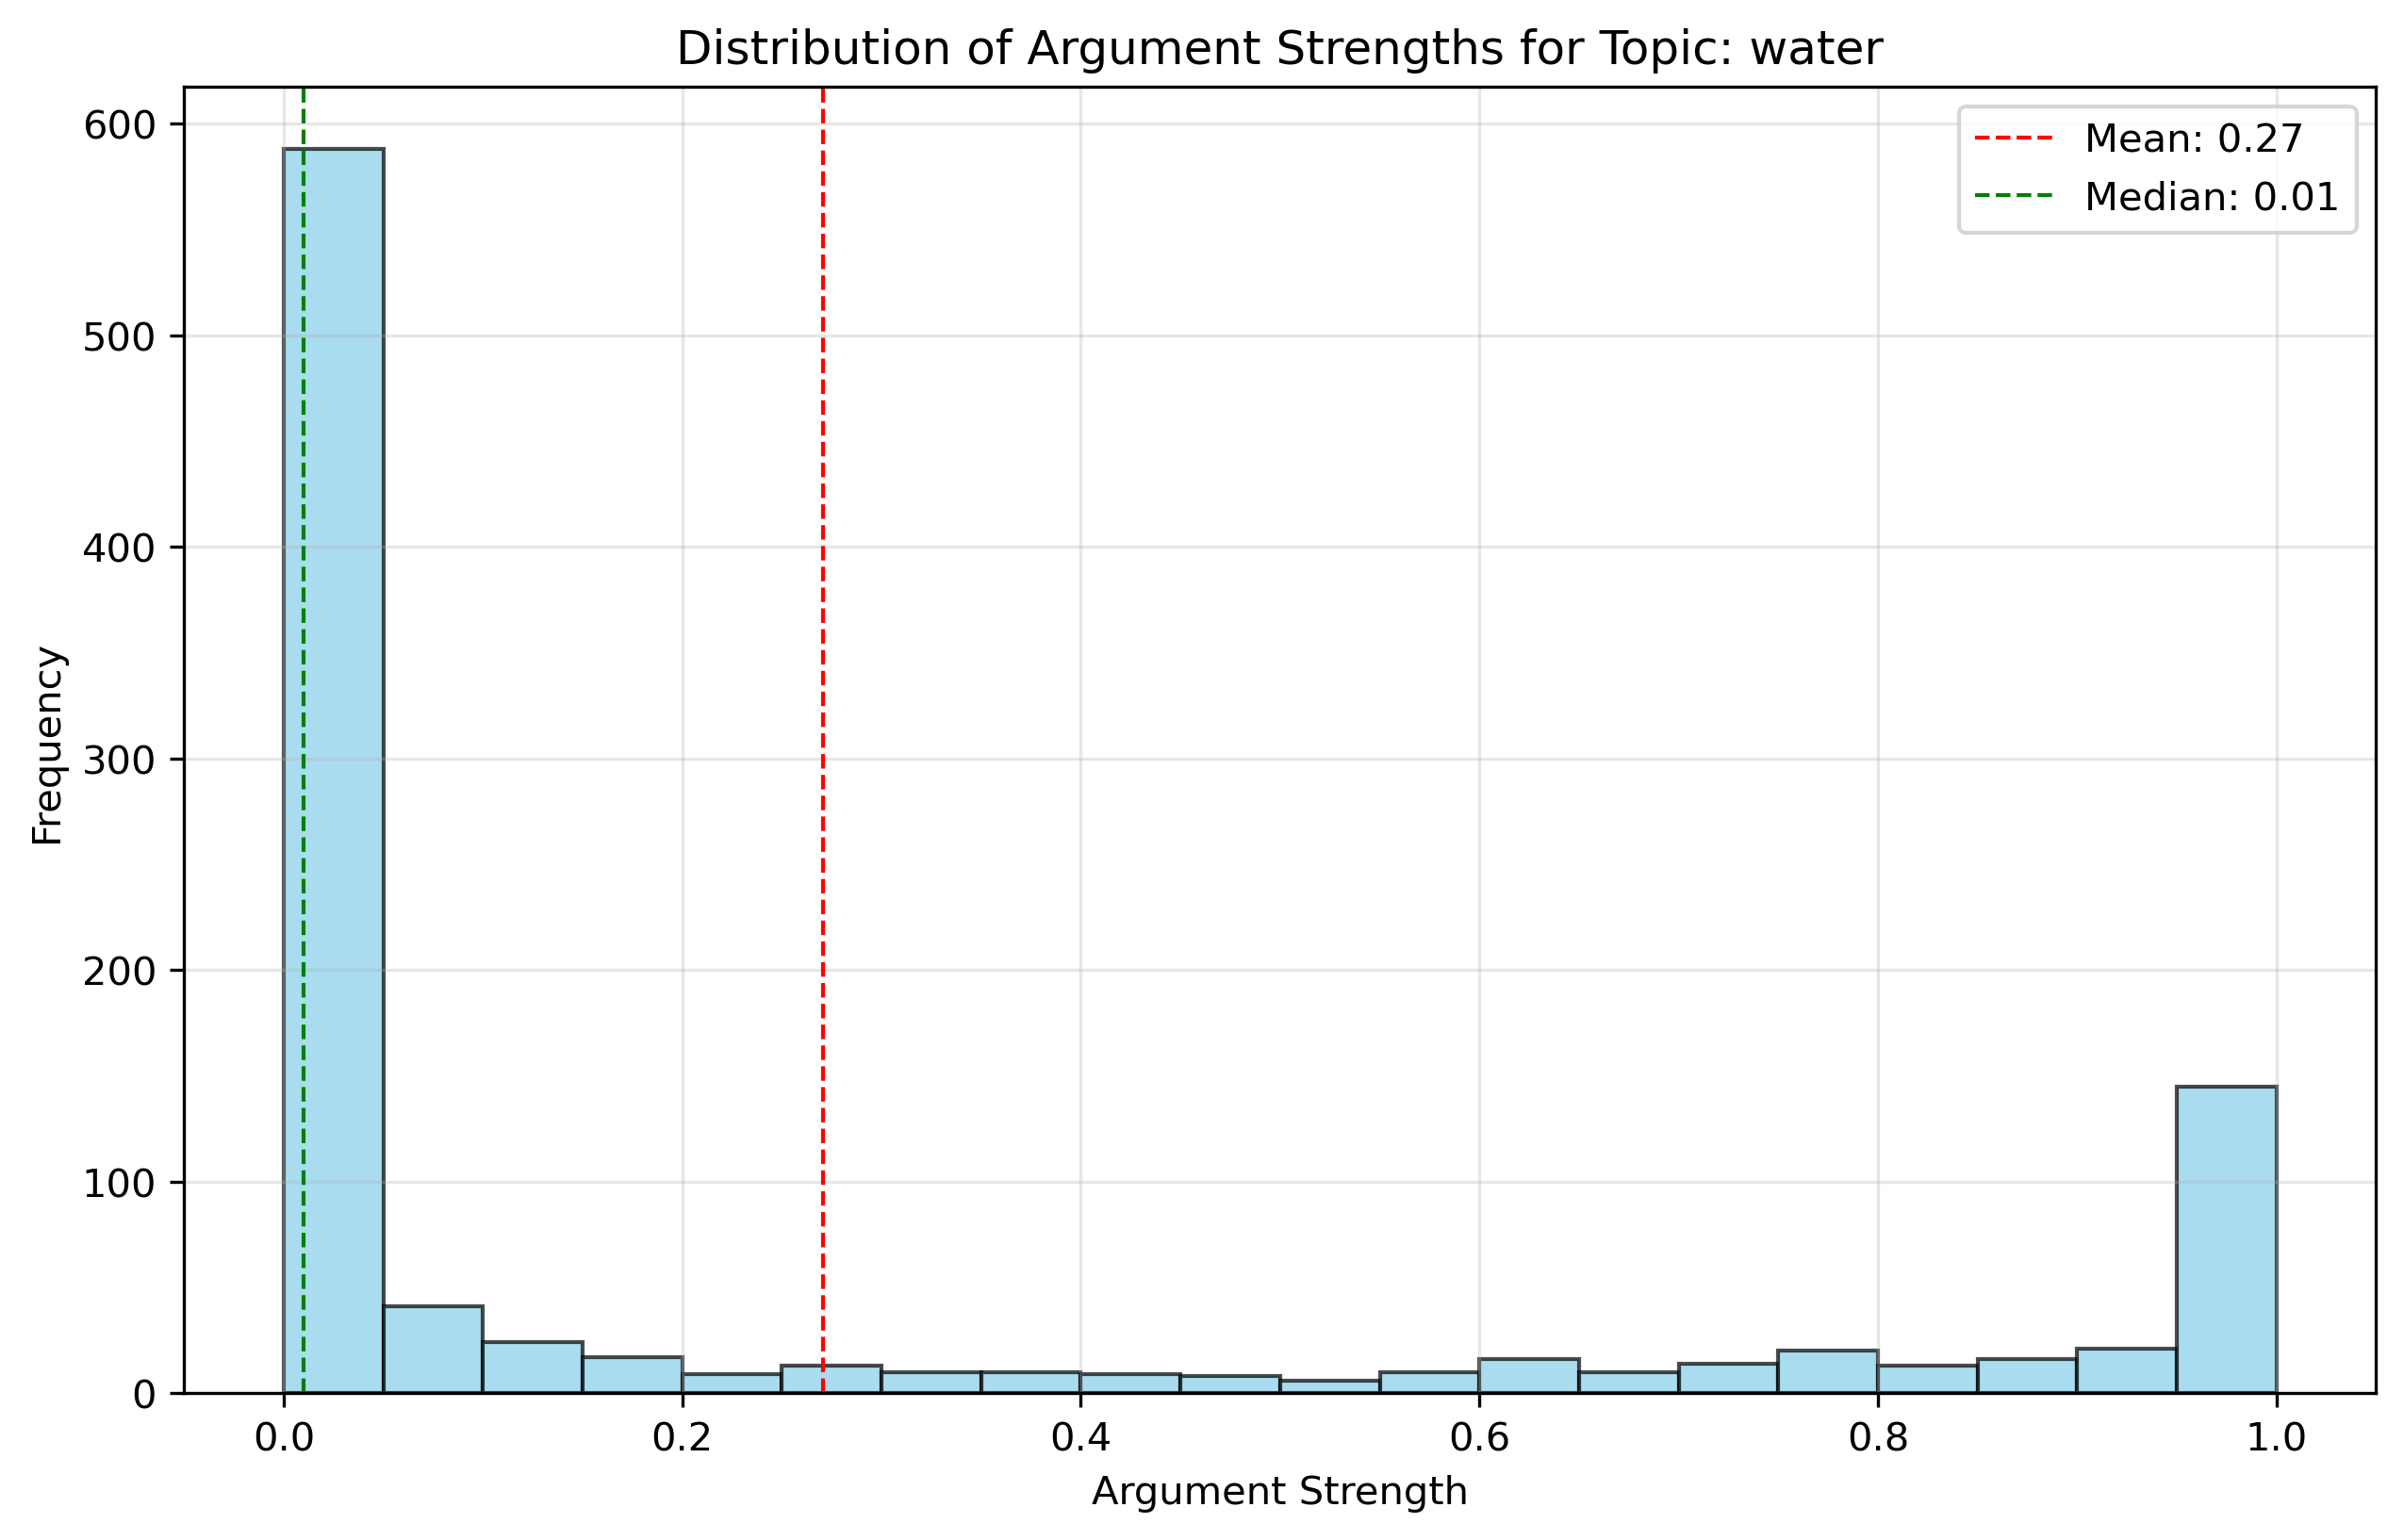 Distribution of Argument Strengths for Topic: water
Mean: 0.27
Median: 0.01
600
500
400
300
200
100
0
Frequency
0.0 0.2 0.4 0.6 0.8 1.0
Argument Strength